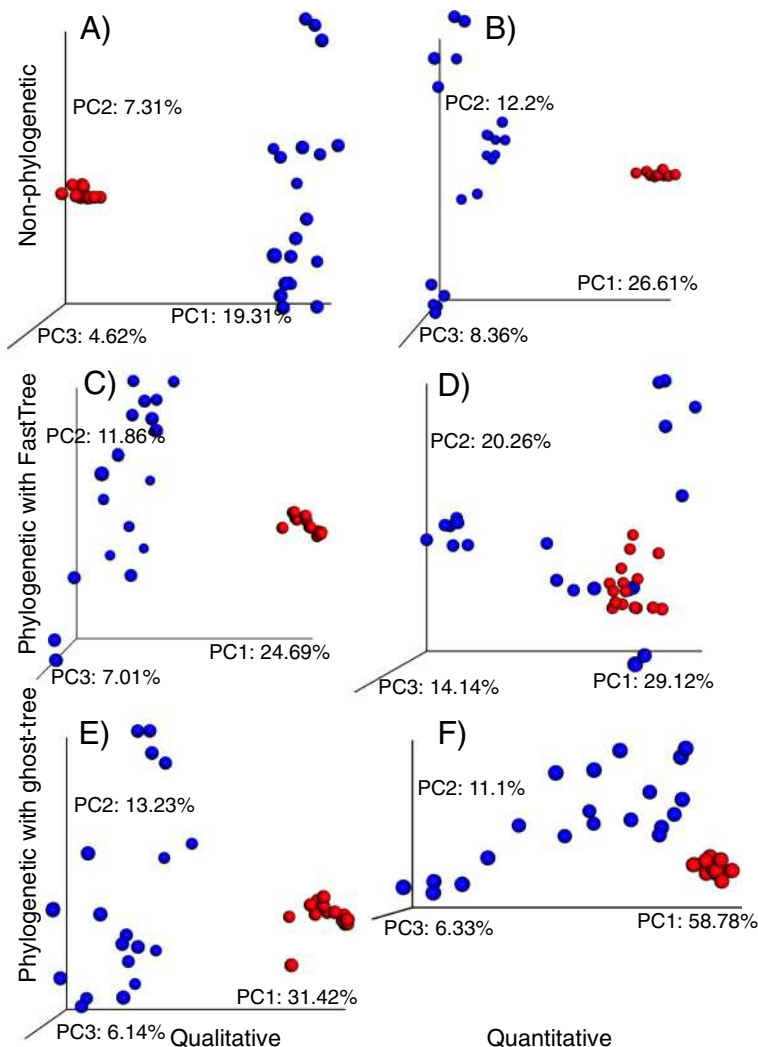 A)
B)
Non-phylogenetic
PC2: 7.31%
PC2: 12.2%
PC1: 19.31%
PC1: 26.61%
PC3: 4.62%
PC3: 8.36%
C)
D)
Phylogenetic with FastTree
PC2: 11.86%
PC2: 20.26%
PC1: 24.69%
PC3: 7.01%
PC3: 14.14%
PC1: 29.12%
E)
F)
Phylogenetic with ghost-tree
PC2: 13.23%
PC2: 11.1%
PC3: 6.33%
PC1: 58.78%
PC1: 31.42%
PC3: 6.14%
Qualitative
Quantitative